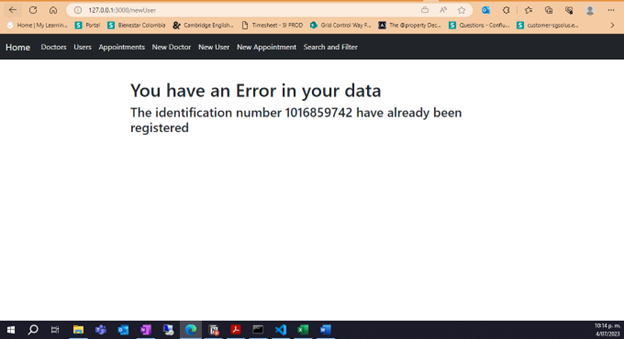 127.0.0.1:3000/newUser
Home | My Learnin... Portal Bienestar Colombia Cambridge English... Timesheet - SI PROD Grid Control Way F... The @property Dec... Questions - Conflu... customer-sgsolus.e...
Home Doctors Users Appointments New Doctor New User New Appointment Search and Filter
You have an Error in your data
The identification number 1016859742 have already been
registered
10:14 p. m.
4/07/2023